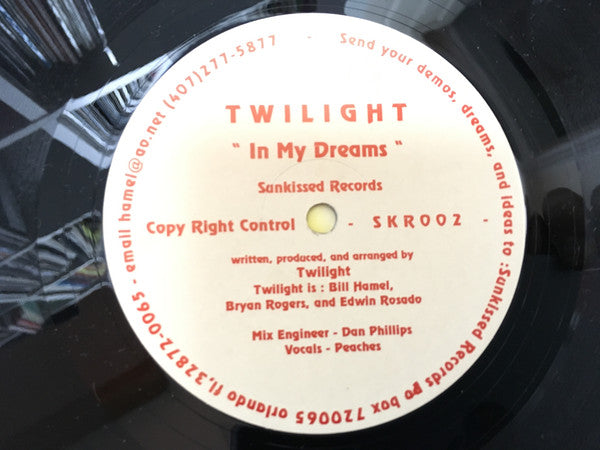 TWILIGHT
" In My Dreams "
Sunkissed Records
Copy Right Control - SKR002 -
written, produced, and arranged by
Twilight
Twilight is : Bill Hamel,
Bryan Rogers, and Edwin Rosado
Mix Engineer - Dan Phillips
Vocals - Peaches
Send your demos, dreams, and ideas to :Sunkissed Records po box 720065 orlando fl,32872-0065 - email hamel@ao.net (407)277-5877 -